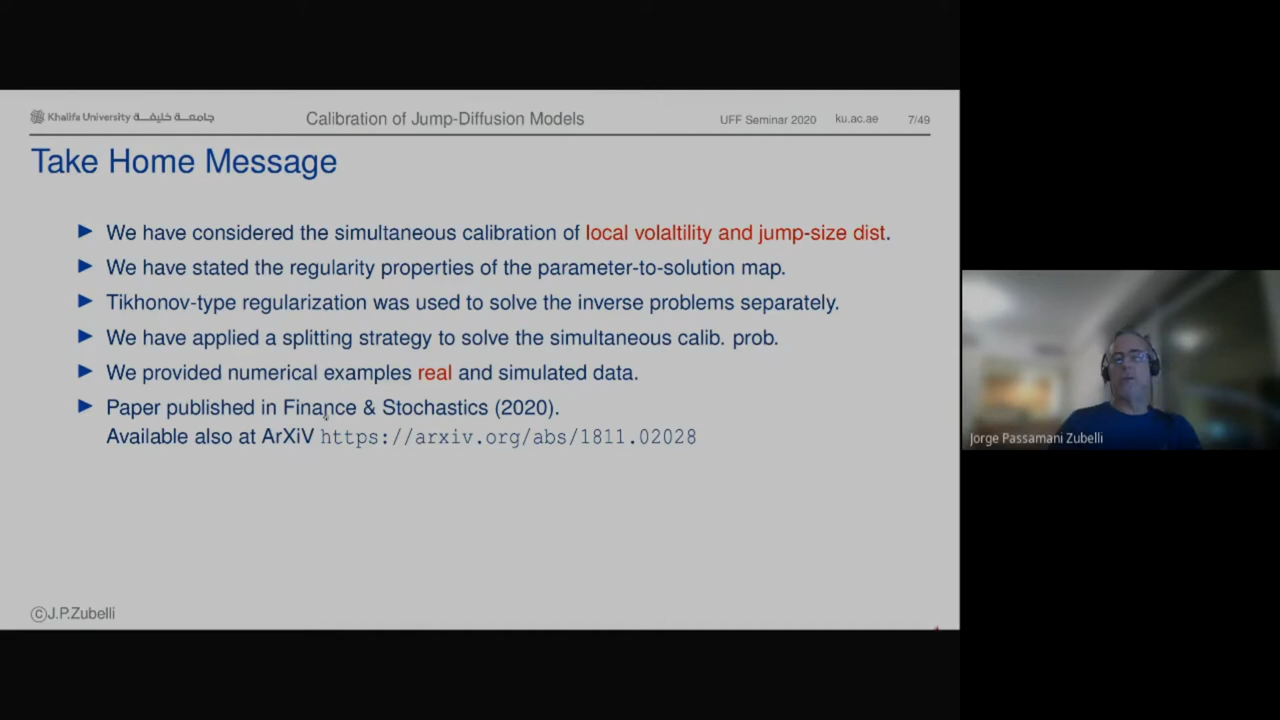 Khalifa University جامعـــة خليفـــة
Calibration of Jump-Diffusion Models
UFF Seminar 2020 ku.ac.ae 7/49
Take Home Message
► We have considered the simultaneous calibration of local volaltility and jump-size dist.
► We have stated the regularity properties of the parameter-to-solution map.
► Tikhonov-type regularization was used to solve the inverse problems separately.
► We have applied a splitting strategy to solve the simultaneous calib. prob.
► We provided numerical examples real and simulated data.
► Paper published in Finance & Stochastics (2020).
Available also at ArXiV https://arxiv.org/abs/1811.02028
Jorge Passamani Zubelli
©J.P.Zubelli